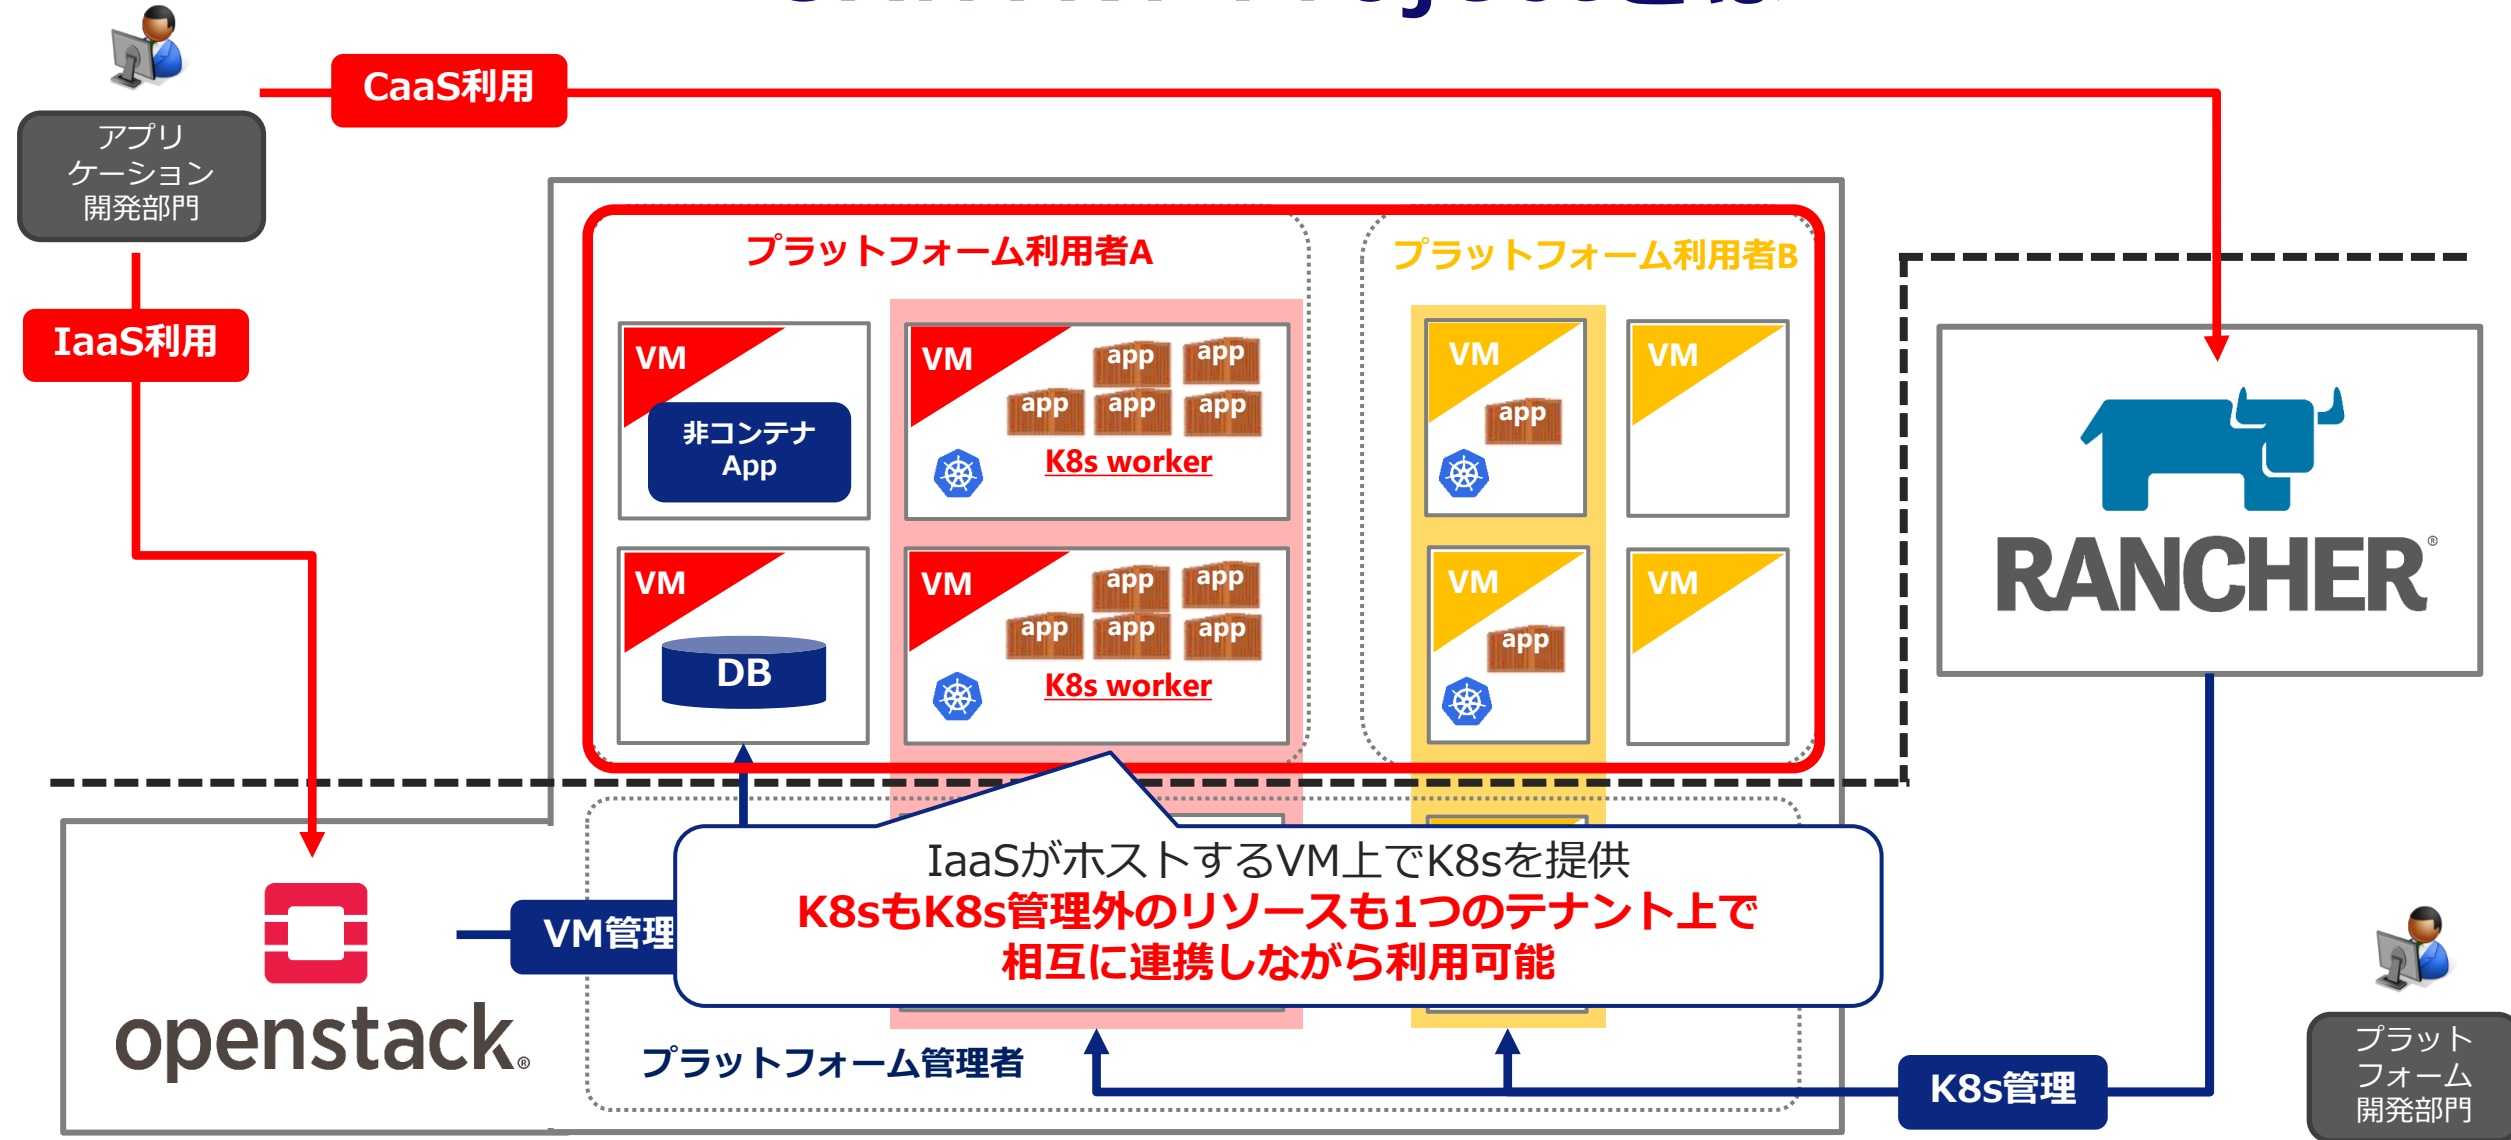 CaaS利用
アプリ
ケーション
開発部門
IaaS利用
プラットフォーム利用者A
プラットフォーム利用者B
VM
非コンテナ
App
VM
app
app
app
app
app
K8s worker
VM
app
VM
VM
DB
VM
app
app
app
app
app
K8s worker
VM
app
VM
RANCHER®
IaaSがホストするVM上でK8sを提供
K8sもK8s管理外のリソースも1つのテナント上で
相互に連携しながら利用可能
VM管理
openstack®
プラットフォーム管理者
K8s管理
プラット
フォーム
開発部門